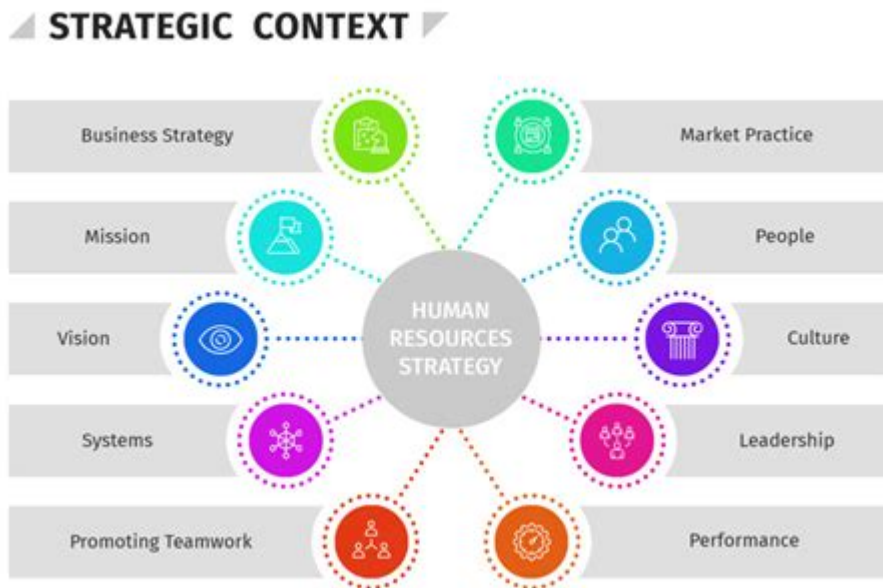 STRATEGIC CONTEXT
Business Strategy
Market Practice
Mission
People
Vision
HUMAN
RESOURCES
STRATEGY
Culture
Systems
Leadership
Promoting Teamwork
Performance